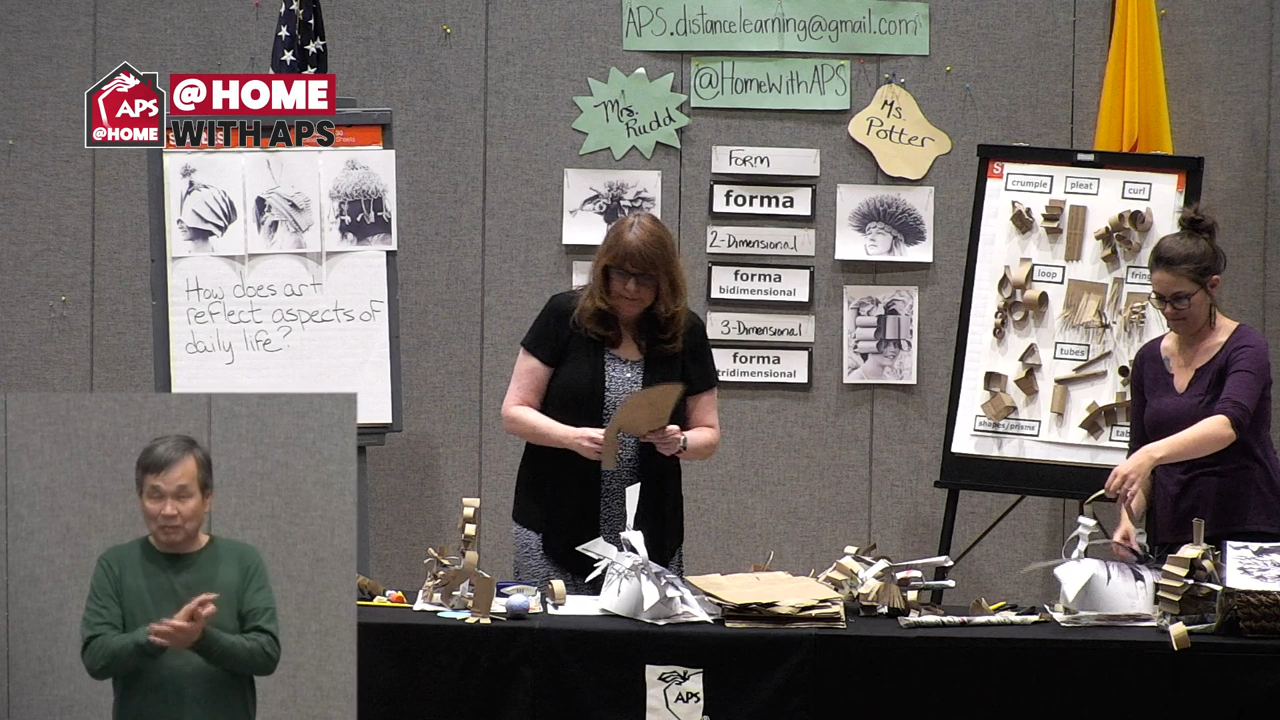 APS.distancelearning@gmail.com
@HomeWithAPS
Mrs.
Rudd
Ms.
Potter
APS
@HOME
@HOME
WITH APS
Form
forma
2-Dimensional
forma
bidimensional
3-Dimensional
forma
tridimensional
How does art
reflect aspects of
daily life?
crumple
pleat
curl
loop
tubes
shapes/prisms
APS